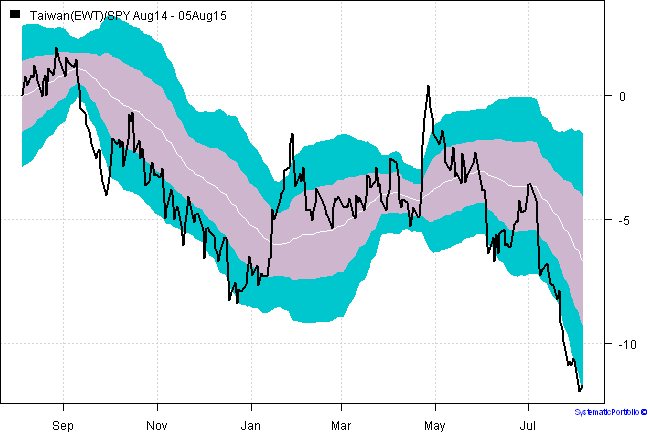 Taiwan(EWT)/SPY Aug14 - 05Aug15
0
-5
-10
Sep Nov Jan Mar May Jul
SystematicPortfolio ©